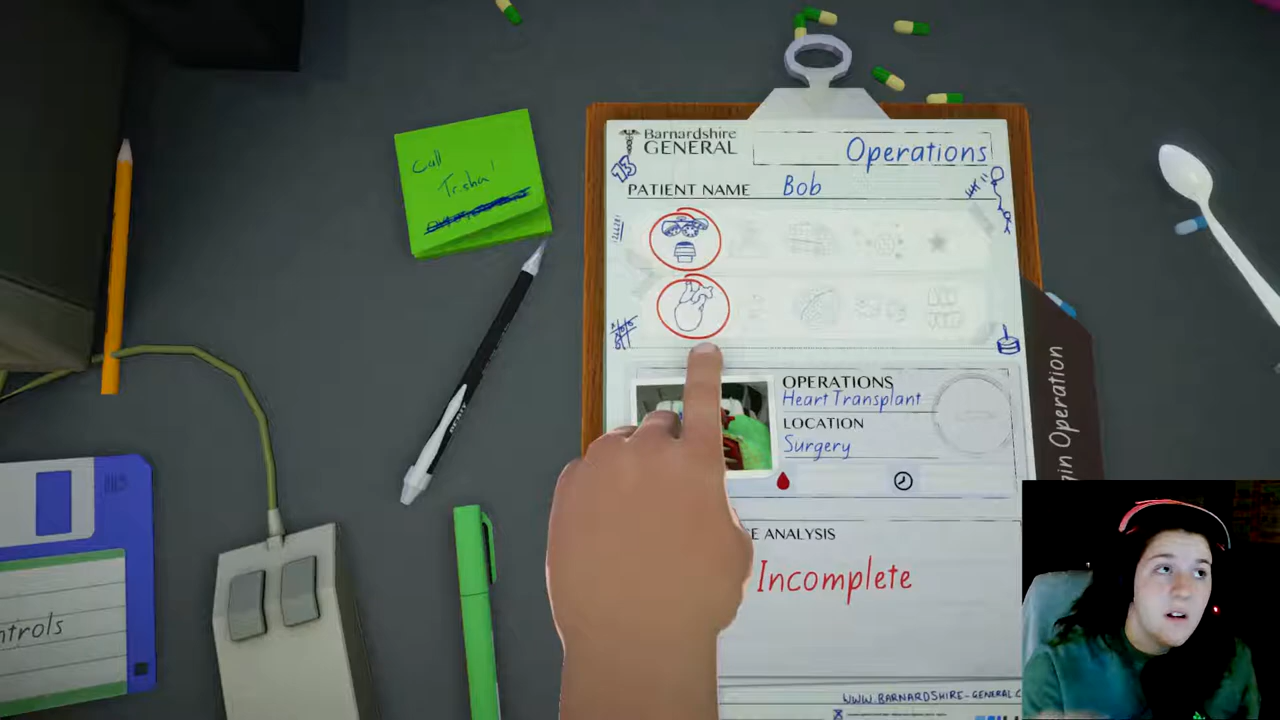 Call
Trisha!
Barnardshire
GENERAL
Operations
PATIENT NAME Bob
OPERATIONS
Heart Transplant
LOCATION
Surgery
ANALYSIS
Incomplete
Operation
WWW.BARNARDSHIRE-GENERAL.C
ntrols